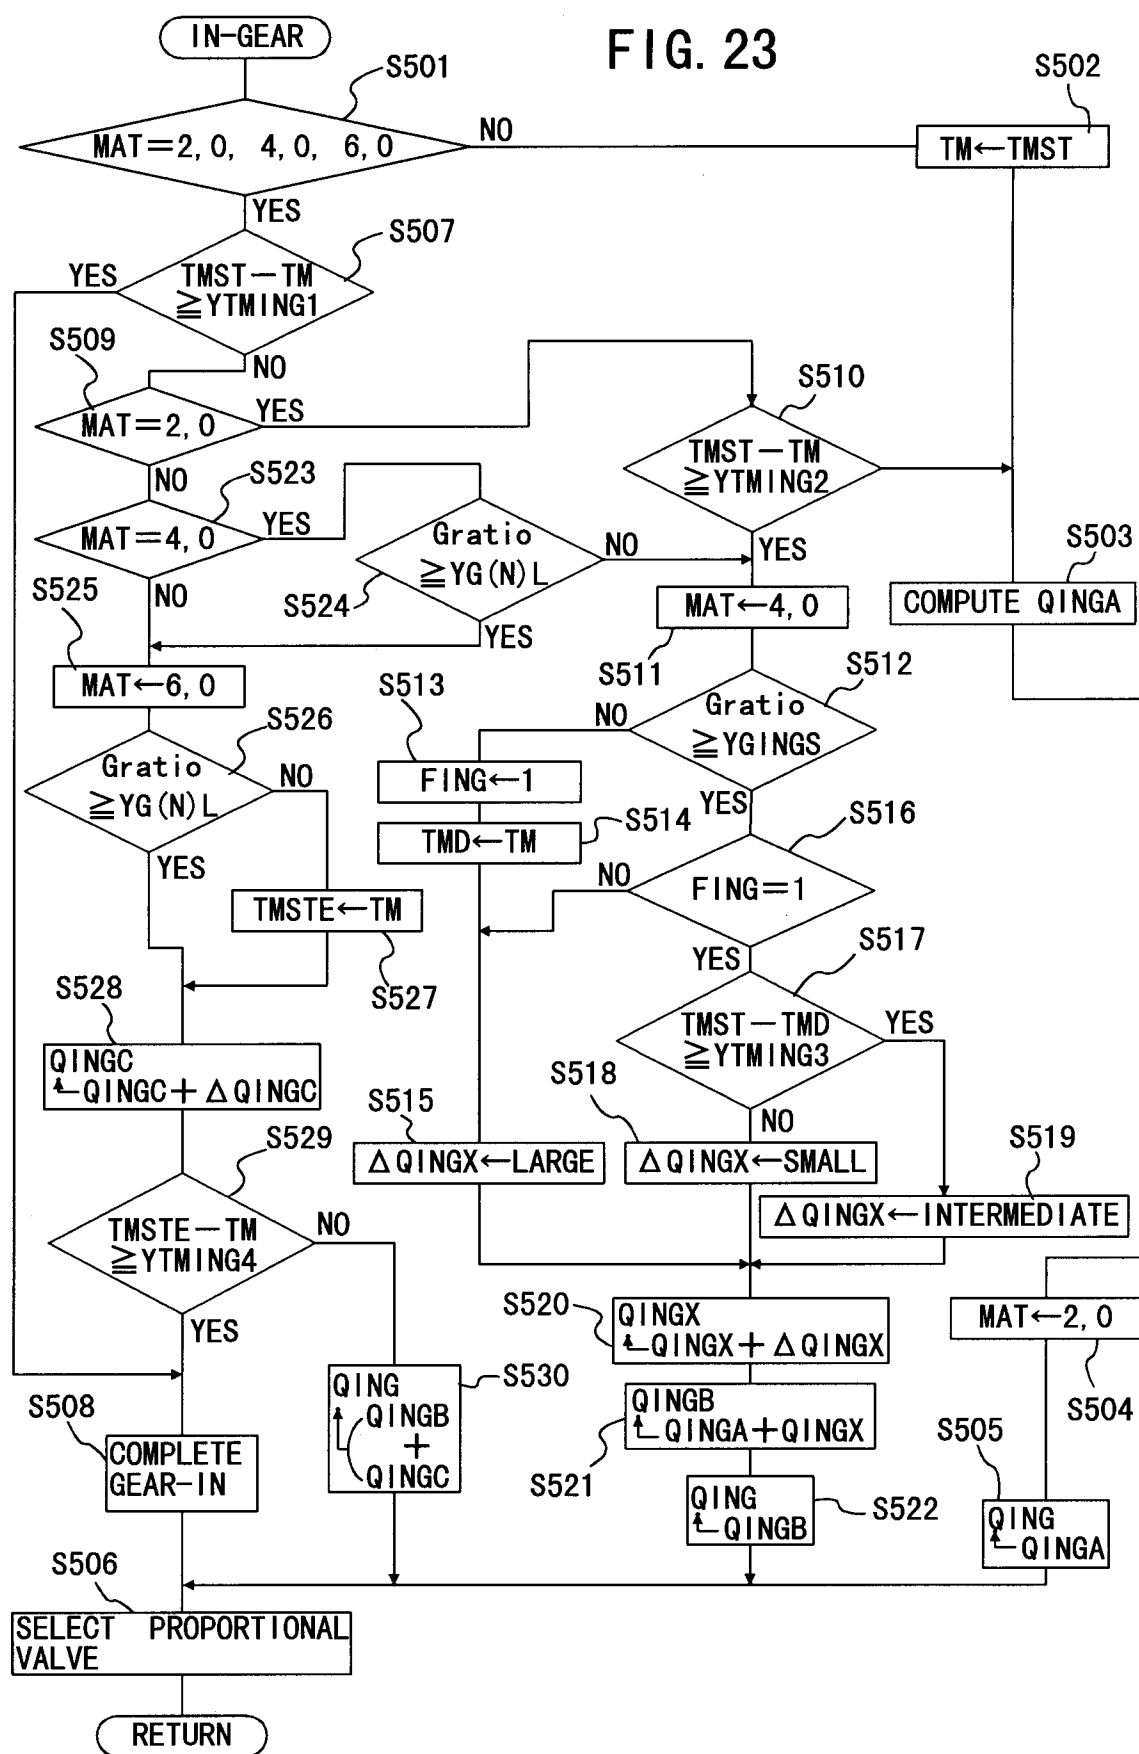 IN-GEAR
FIG. 23
S501
S502
MAT=2,0, 4,0, 6,0
NO
TM←TMST
YES
S507
YES
TMST-TM
≧YTMING1
S509
NO
S510
MAT=2,0
YES
TMST-TM
≧YTMING2
NO
S523
MAT=4,0
YES
Gratio
≧YG(N)L
NO
YES
S503
S525
NO
S524
YES
MAT←4,0
COMPUTE QINGA
S511
S512
MAT←6,0
S513
NO
Gratio
≧YGINGS
S526
Gratio
≧YG(N)L
NO
FING←1
YES
S514
S516
TMD←TM
YES
NO
FING=1
TMSTE←TM
S517
YES
S528
S527
TMST-TMD
≧YTMING3
YES
QINGC
←QINGC+ΔQINGC
S518
S515
NO
S529
S519
ΔQINGX←LARGE
ΔQINGX←SMALL
TMSTE-TM
≧YTMING4
NO
ΔQINGX←INTERMEDIATE
YES
S520
QINGX
←QINGX+ΔQINGX
MAT←2,0
S530
QING
QINGB
+
QINGC
QINGB
←QINGA+QINGX
S504
S508
S505
COMPLETE
GEAR-IN
S521
QING
←QINGB
S522
QING
←QINGA
S506
SELECT PROPORTIONAL
VALVE
RETURN